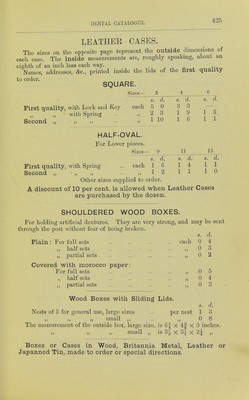 DENTAL CATALOGUE. 425
LEATHER CASES.
The sizes on the opposite page represent the outside dimensions of
each case. The inside measurements are, roughly speaking, about an
eighth of an inch less each way.
Names, addresses, &c., printed inside the lids of the first quality
to order.
SQUARE.
Sizes— 2 4 6
s. d. s. d. s. d.
First quality, with Lock and Key each 5 0 3 3
„ „ with Spring „ 2 3 1 9 1 3
Second „ „ „ „ 1 10 1 6 1 1
HALF-OVAL.
For Lower pieces.
Sizes— 9 11 13
s. d. s. d. s. d.
First quality, with Spring each 1 6 1 4 1 1
Second „ „ „ „ 1 2 1 1 1 0
Other sizes supplied to order.
A discount of 10 per cent. is allowed when Leather Cases
are purchased by the dozen.
SHOULDERED WOOD BOXES.
For holding artificial dentures. They are very strong, and may be sent
through the post without fear of being broken.
s. d.
Plain : For full sets each 0 4
„ half sets „ 0 3
„ partial sets „ 0 2
Covered with morocco paper :
For full sets „ 0 5
„ half sets „ 0 4
„ partial sets „ 0 3
Wood Boxes with Sliding Lids.
s. d.
Nests of 3 for general use, large sizes per nest 1 3
„ „ „ small „ „ 0 8
The measurement of the outside box, large size, is 6½ × 4¾ × 3 inches.
„ „ „ small „ is 3¾ × 3¼ × 2¼ „
Boxes or Cases in Wood, Britannia Metal, Leather or
Japanned Tin, made to order or special directions.